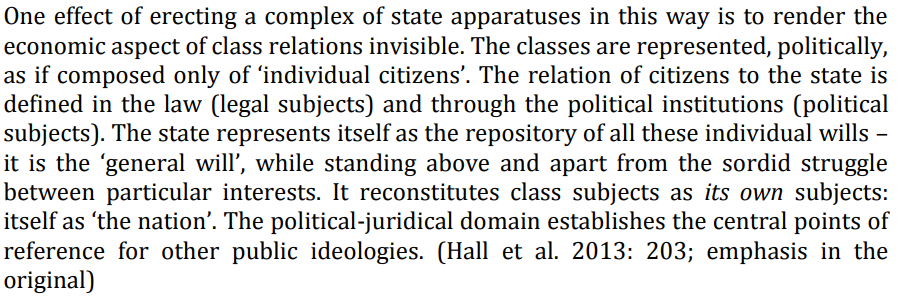 One effect of erecting a complex of state apparatuses in this way is to render the
economic aspect of class relations invisible. The classes are represented, politically,
as if composed only of ‘individual citizens’. The relation of citizens to the state is
defined in the law (legal subjects) and through the political institutions (political
subjects). The state represents itself as the repository of all these individual wills –
it is the ‘general will’, while standing above and apart from the sordid struggle
between particular interests. It reconstitutes class subjects as its own subjects:
itself as ‘the nation’. The political-juridical domain establishes the central points of
reference for other public ideologies. (Hall et al. 2013: 203; emphasis in the
original)